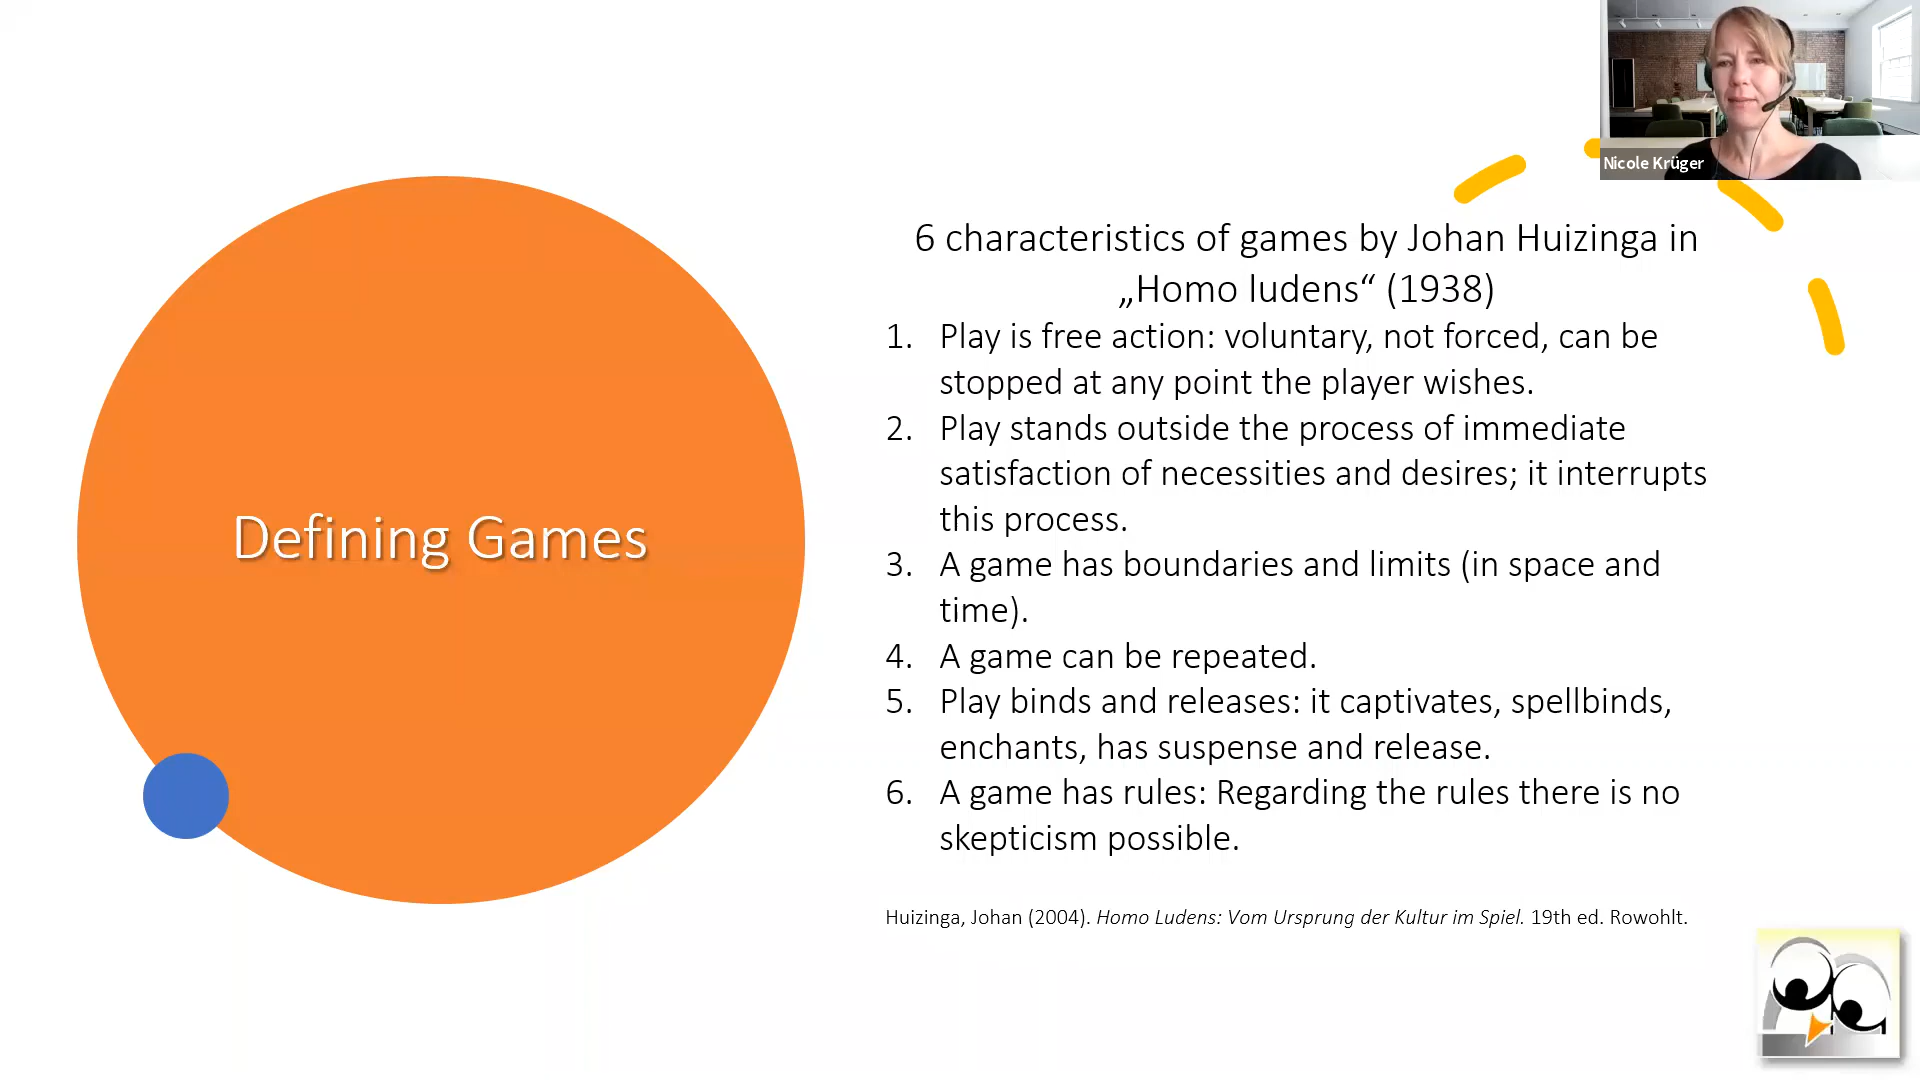 Nicole Krüger
Defining Games
6 characteristics of games by Johan Huizinga in
„Homo ludens“ (1938)
1. Play is free action: voluntary, not forced, can be
stopped at any point the player wishes.
2. Play stands outside the process of immediate
satisfaction of necessities and desires; it interrupts
this process.
3. A game has boundaries and limits (in space and
time).
4. A game can be repeated.
5. Play binds and releases: it captivates, spellbinds,
enchants, has suspense and release.
6. A game has rules: Regarding the rules there is no
skepticism possible.
Huizinga, Johan (2004). Homo Ludens: Vom Ursprung der Kultur im Spiel. 19th ed. Rowohlt.